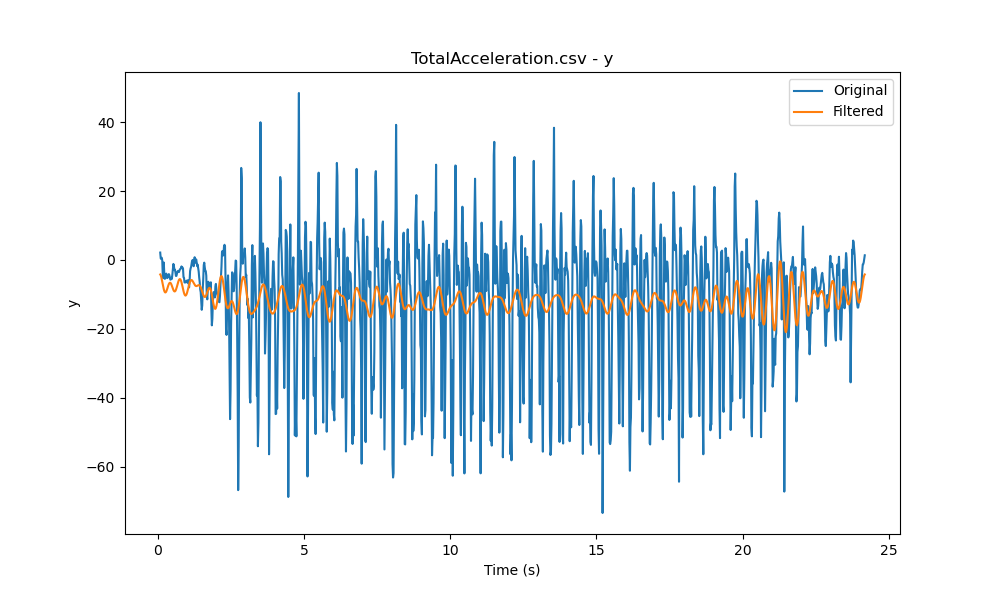 TotalAcceleration.csv - y
Original
Filtered
40
20
0
−20
−40
−60
y
0 5 10 15 20 25
Time (s)